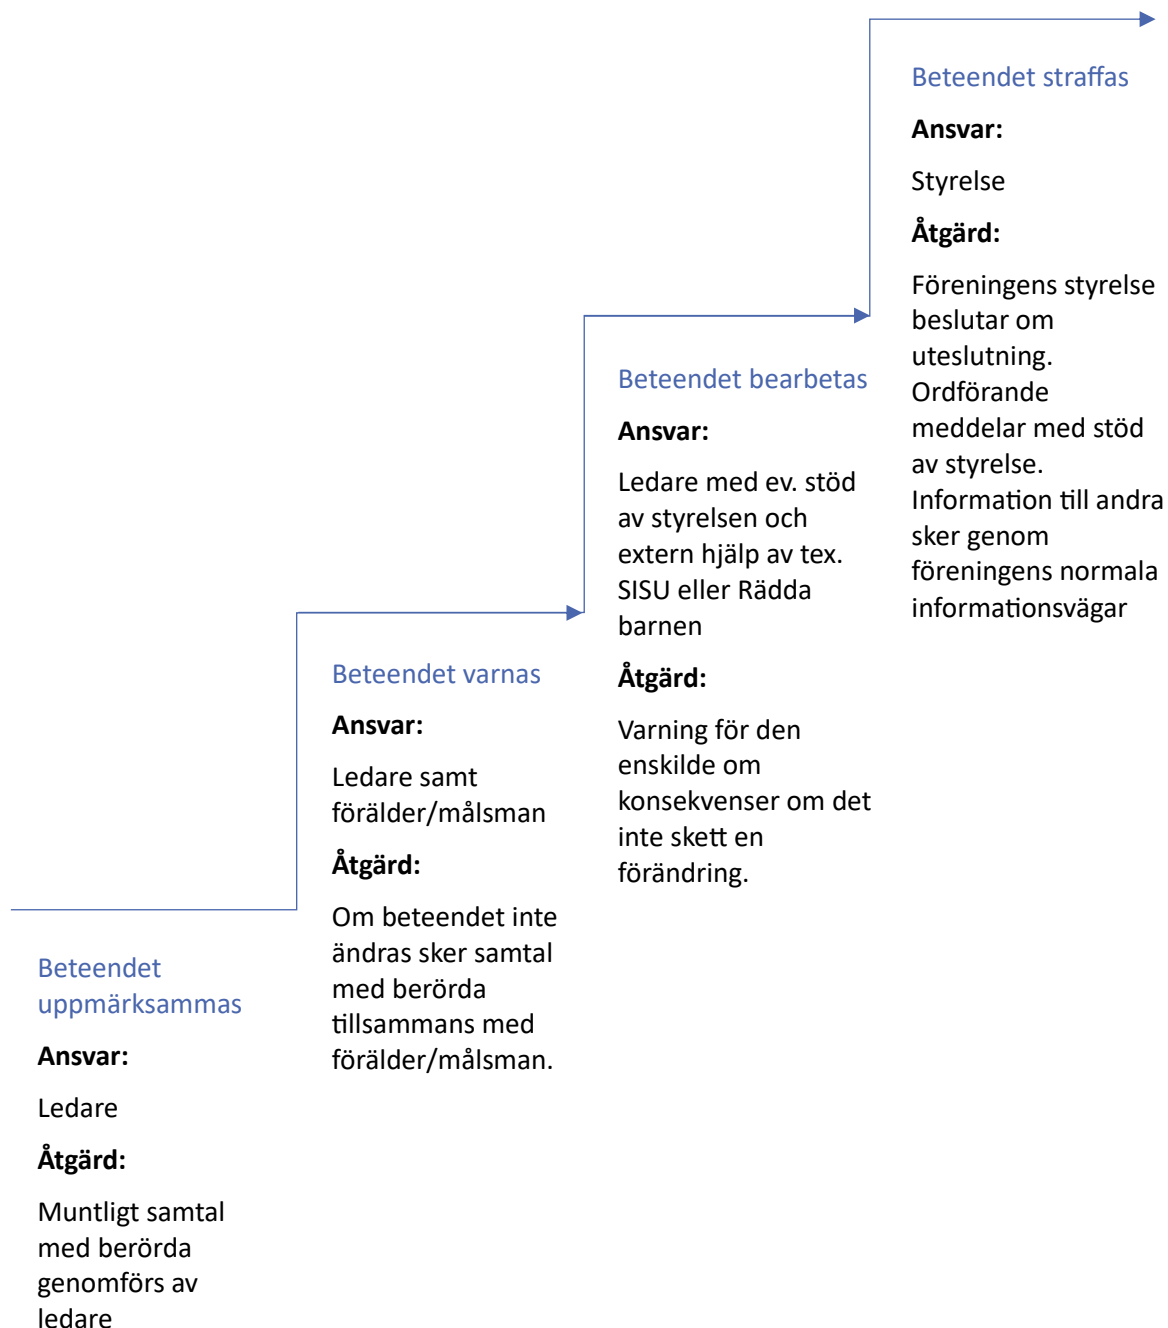 Beteendet
uppmärksammas
Ansvar:
Ledare
Åtgärd:
Muntligt samtal
med berörda
genomförs av
ledare
Beteendet varnas
Ansvar:
Ledare samt
förälder/målsman
Åtgärd:
Om beteendet inte
ändras sker samtal
med berörda
tillsammans med
förälder/målsman.
Beteendet bearbetas
Ansvar:
Ledare med ev. stöd
av styrelsen och
extern hjälp av tex.
SISU eller Rädda
barnen
Åtgärd:
Varning för den
enskilde om
konsekvenser om det
inte skett en
förändring.
Beteendet straffas
Ansvar:
Styrelse
Åtgärd:
Föreningens styrelse
beslutar om
uteslutning.
Ordförande
meddelar med stöd
av styrelse.
Information till andra
sker genom
föreningens normala
informationsvägar